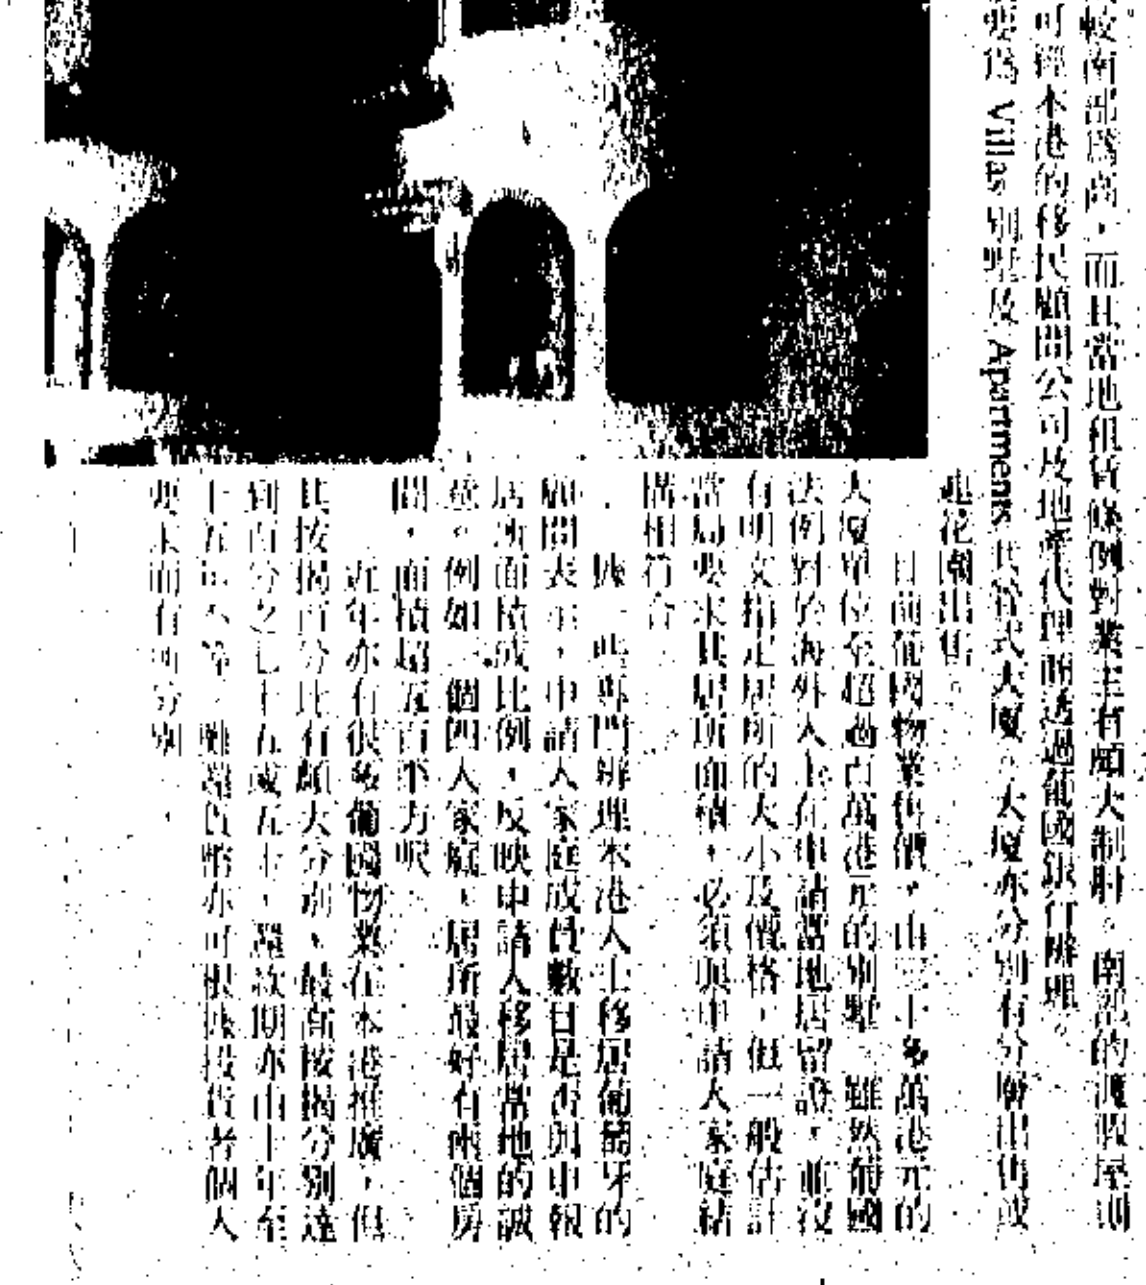 較南部為高，而且當地租賃條例對業主有頗大制肘。南部的渡假屋則
可經本港的移民顧問公司及地產代理商透過葡國銀行辦理。
要為 Villas 別墅及 Apartmens 式大廈。大廈亦分別有分層出售或
連花園出售。
目前葡國物業售價，由三十多萬港元的
大廈單位至超過百萬港元的別墅。雖然葡國
法例對於海外人士在申請當地居留證，並沒
有明文指定居所的大小及價格，但一般估計
當局要求其居所面積，必須與申請人家庭結
構相符合
據一些專門辦理本港人士移居葡萄牙的
顧問表示，申請人家庭成員數目是否與申報
居所面積成比例，反映申請人移居當地的誠
意。例如一個四人家庭，居所最好有兩個房
間，面積超五百平方呎
近年亦有很多葡國物業在本港推廣，但
其按揭百分比有頗大分別，最高按揭分別達
到百分之七十五或五十，還款期亦由十年至
十五年不等 雖然貨幣亦可根據投資者個人
要求而有所分別